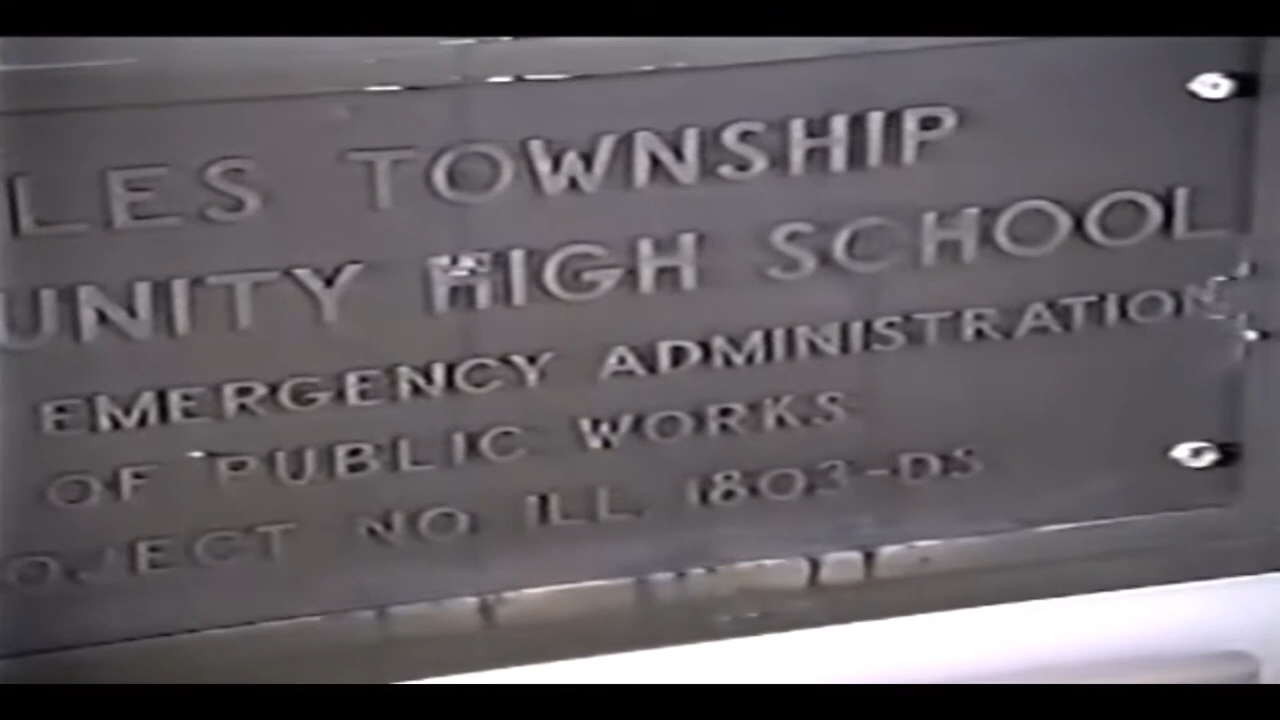 LES TOWNSHIP
UNITY HIGH SCHOOL
EMERGENCY ADMINISTRATION
OF PUBLIC WORKS
OJECT NO ILL 1803-DS